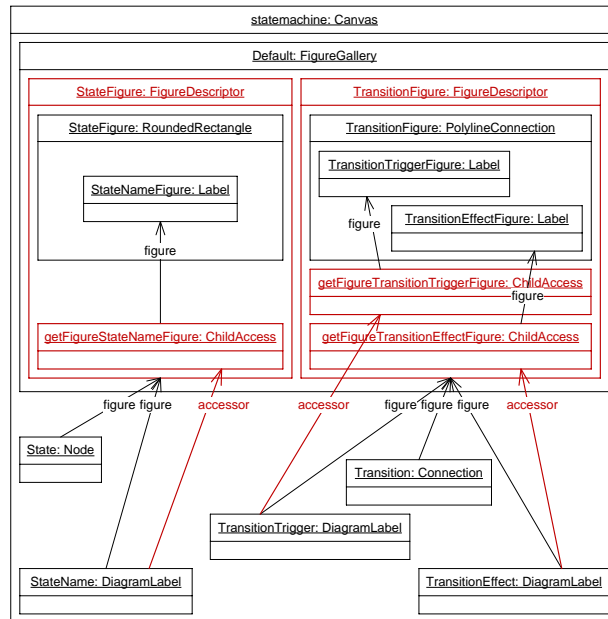 statemachine: Canvas
Default: FigureGallery
StateFigure: FigureDescriptor
TransitionFigure: FigureDescriptor
StateFigure: RoundedRectangle
TransitionFigure: PolylineConnection
TransitionTriggerFigure: Label
StateNameFigure: Label
TransitionEffectFigure: Label
figure
figure
getFigureTransitionTriggerFigure: ChildAccess
figure
getFigureStateNameFigure: ChildAccess
getFigureTransitionEffectFigure: ChildAccess
figure figure accessor accessor figure figure figure accessor
State: Node
Transition: Connection
TransitionTrigger: DiagramLabel
StateName: DiagramLabel
TransitionEffect: DiagramLabel